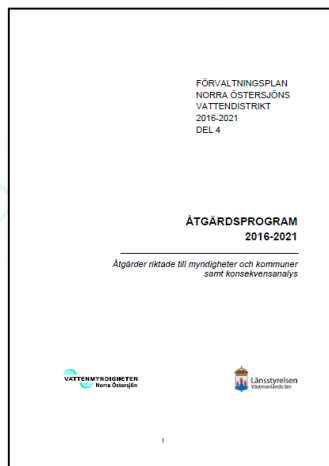 FÖRVALTNINGSPLAN
NORRA ÖSTERSJÖNS
VATTENDISTRIKT
2016-2021
DEL 4
ÅTGÄRDSPROGRAM
2016-2021
Åtgärder riktade till myndigheter och kommuner
samt konsekvensanalys
VATTENMYNDIGHETEN
Norra Östersjön
Länsstyrelsen
Västmanlands län
1